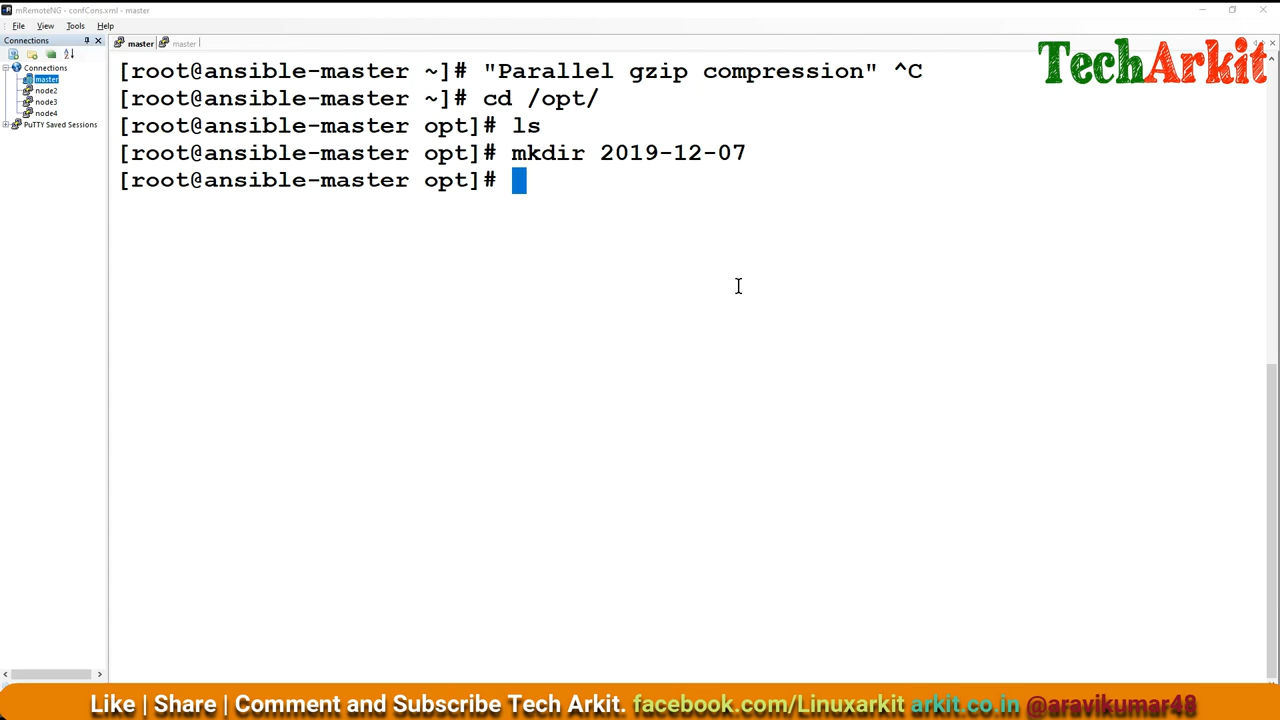 mRemoteNG - confCons.xml - master
File View Tools Help
Connections
master
master
Connections
master
node2
node3
node4
PuTTY Saved Sessions
TechArkit
[root@ansible-master ~]# "Parallel gzip compression" ^C
[root@ansible-master ~]# cd /opt/
[root@ansible-master opt]# ls
[root@ansible-master opt]# mkdir 2019-12-07
[root@ansible-master opt]#
Like | Share | Comment and Subscribe Tech Arkit. facebook.com/Linuxarkit arkit.co.in @aravikumar48